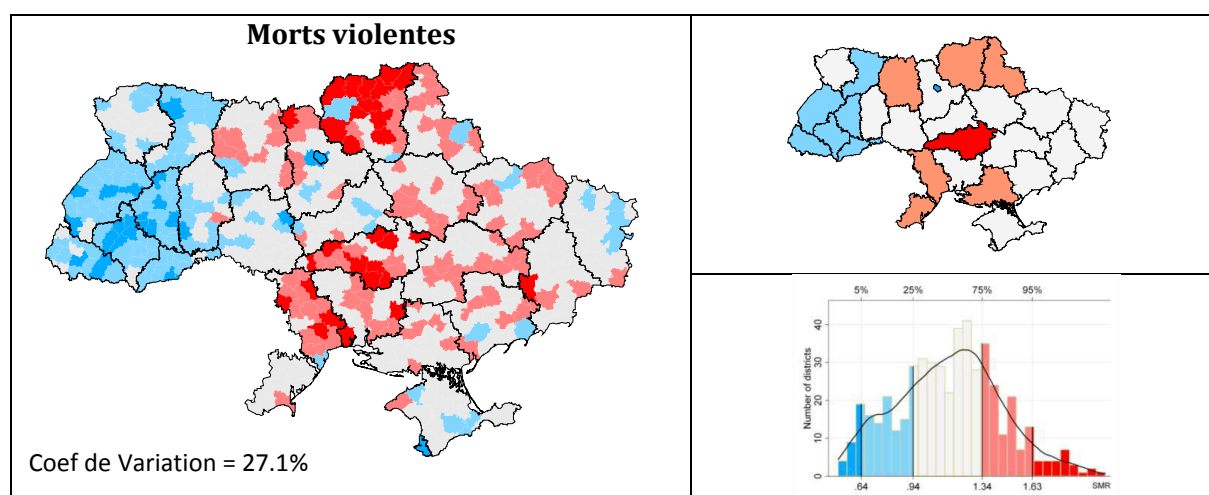 Morts violentes
Coef de Variation = 27.1%
5% 25% 75% 95%
Number of districts
40
30
20
10
0
.64 .94 1.34 1.63 SMR